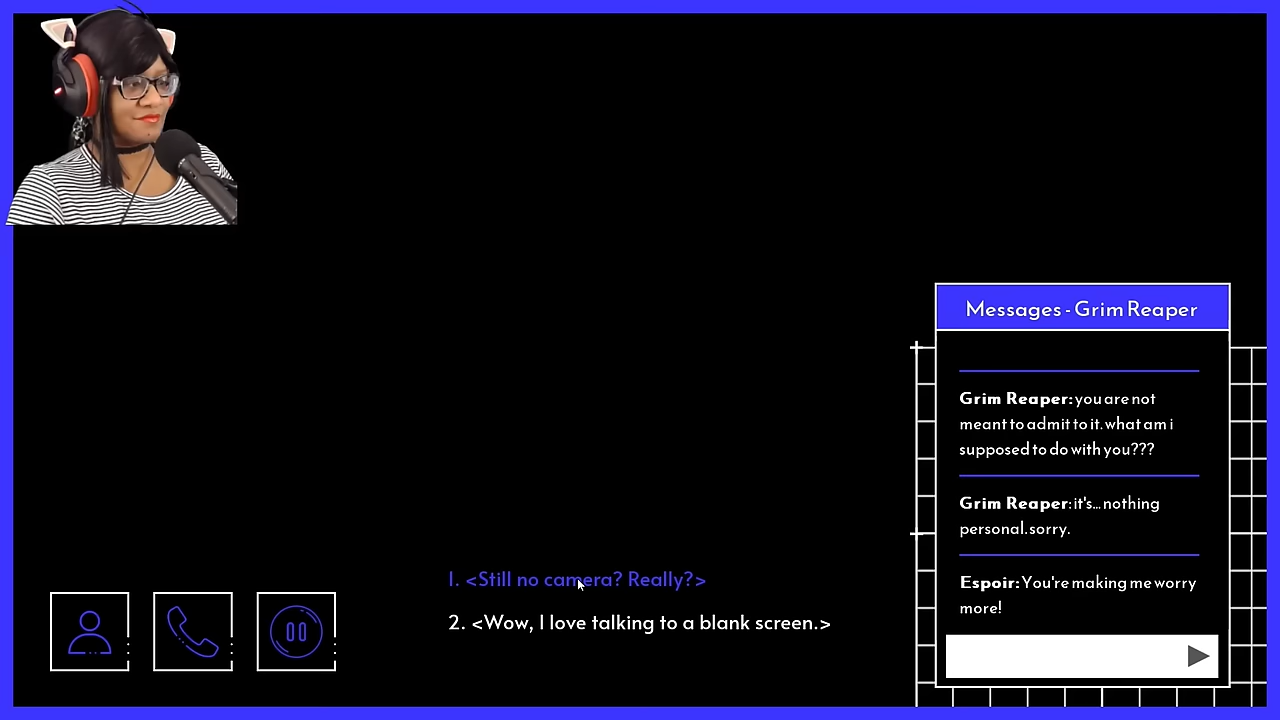 Messages - Grim Reaper
Grim Reaper: you are not
meant to admit to it. what am i
supposed to do with you???
Grim Reaper: it's... nothing
personal. sorry.
Espoir: You're making me worry
more!
1. <Still no camera? Really?>
2. <Wow, I love talking to a blank screen.>